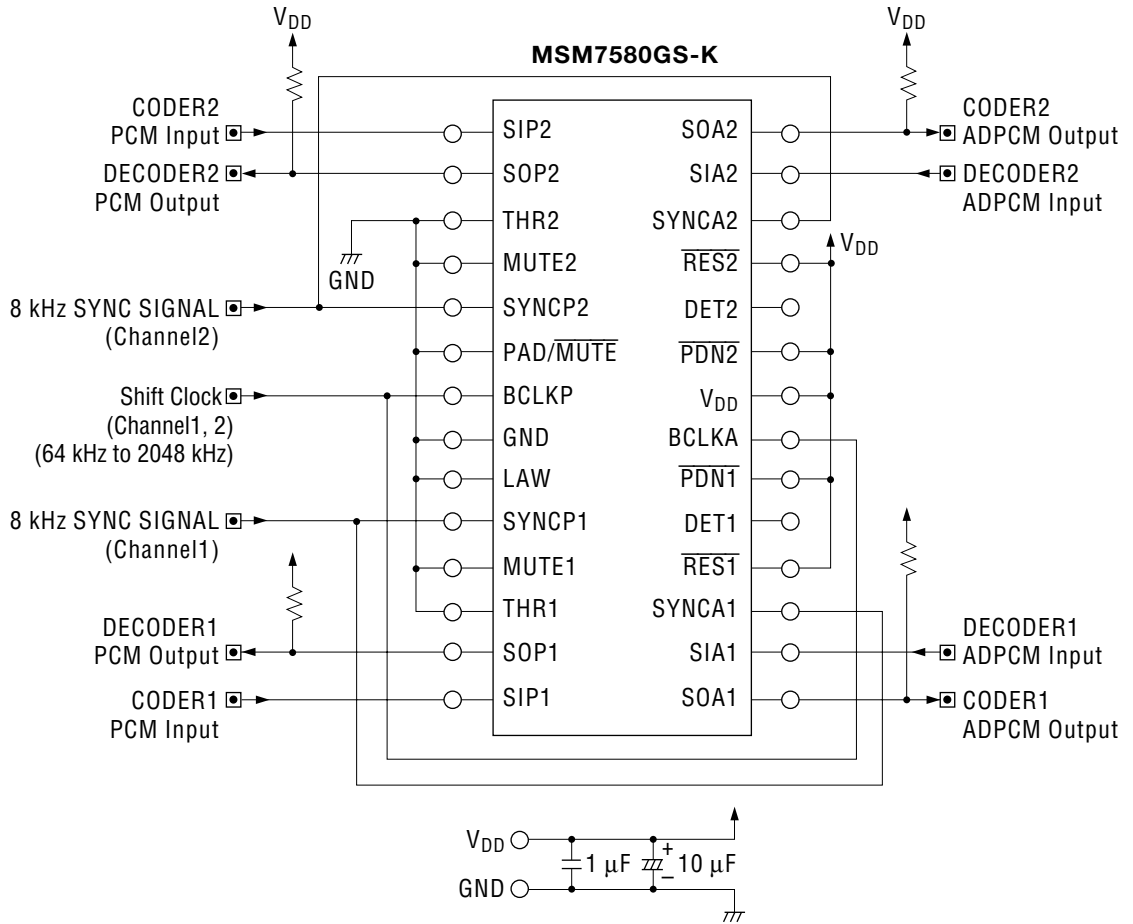 VDD
VDD
MSM7580GS-K
CODER2
PCM Input
DECODER2
PCM Output
GND
8 kHz SYNC SIGNAL
(Channel2)
Shift Clock
(Channel1, 2)
(64 kHz to 2048 kHz)
8 kHz SYNC SIGNAL
(Channel1)
DECODER1
PCM Output
CODER1
PCM Input
SIP2
SOP2
THR2
MUTE2
SYNCP2
PAD/MUTE
BCLKP
GND
LAW
SYNCP1
MUTE1
THR1
SOP1
SIP1
SOA2
SIA2
SYNCA2
RES2
DET2
PDN2
VDD
BCLKA
PDN1
DET1
RES1
SYNCA1
SIA1
SOA1
CODER2
ADPCM Output
DECODER2
ADPCM Input
VDD
DECODER1
ADPCM Input
CODER1
ADPCM Output
VDD
1 μF
+
–
10 μF
GND